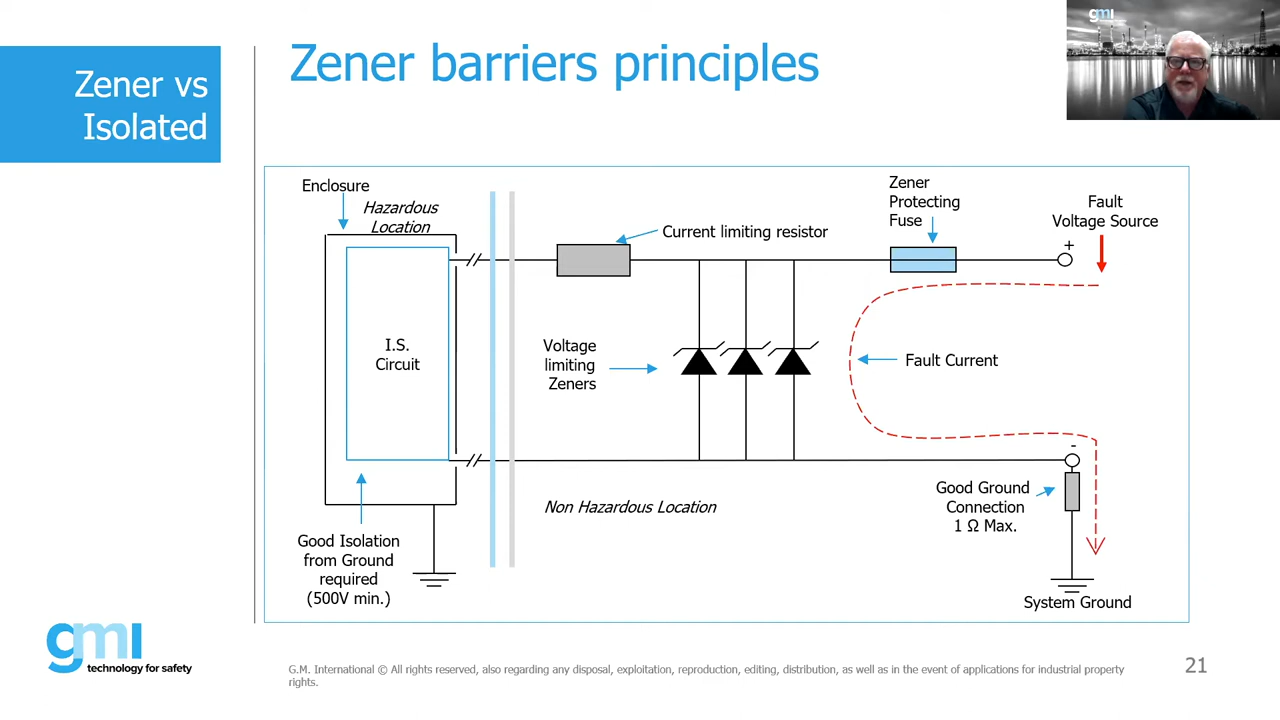 gmi
Zener vs
Isolated
Zener barriers principles
Enclosure
Hazardous
Location
Current limiting resistor
Zener
Protecting
Fuse
Fault
Voltage Source
+
I.S.
Circuit
Voltage
limiting
Zeners
Fault Current
-
Good Ground
Connection
1 Ω Max.
Non Hazardous Location
Good Isolation
from Ground
required
(500V min.)
System Ground
gmi
technology for safety
G.M. International © All rights reserved, also regarding any disposal, exploitation, reproduction, editing, distribution, as well as in the event of applications for industrial property
rights.
21